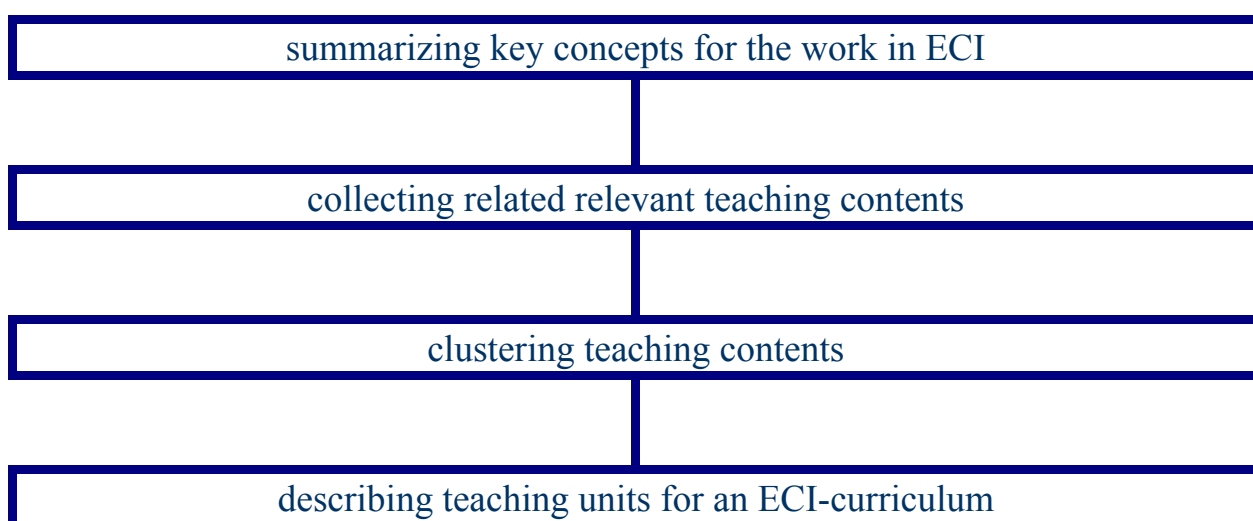 summarizing key concepts for the work in ECI
collecting related relevant teaching contents
clustering teaching contents
describing teaching units for an ECI-curriculum